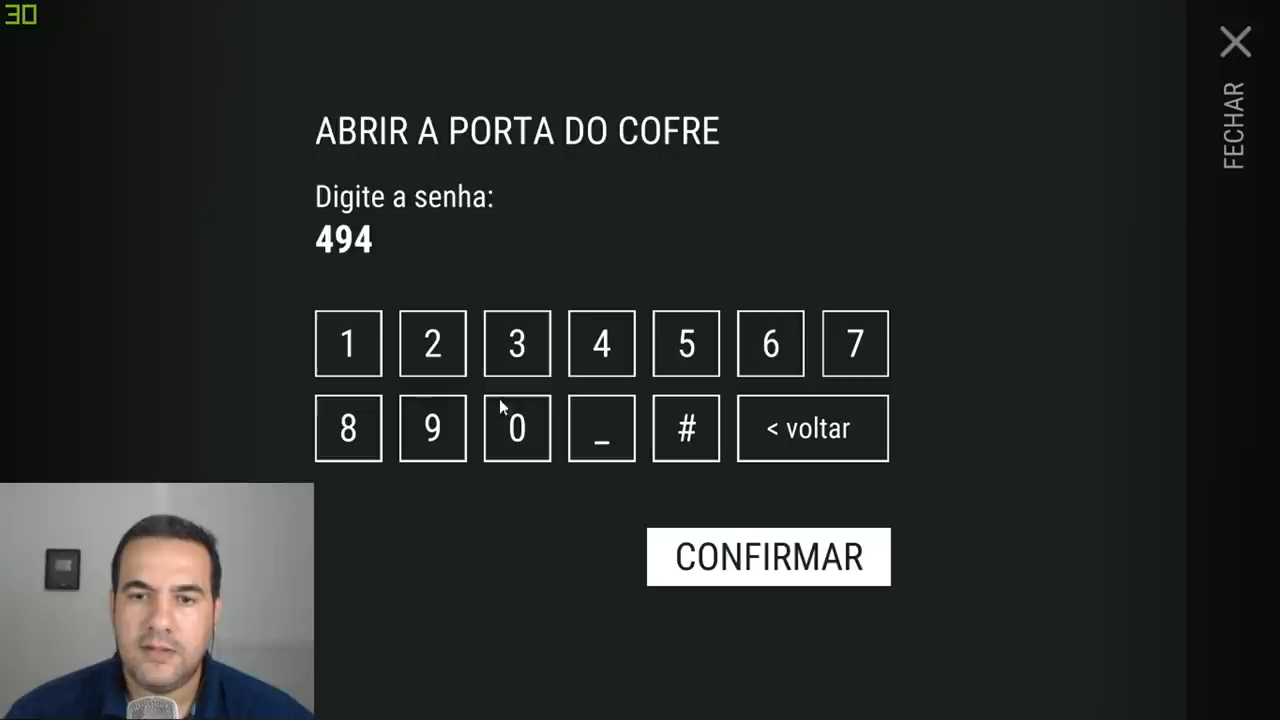 30
ABRIR A PORTA DO COFRE
Digite a senha:
494
1 2 3 4 5 6 7
8 9 0 _ # < voltar
CONFIRMAR
FECHAR